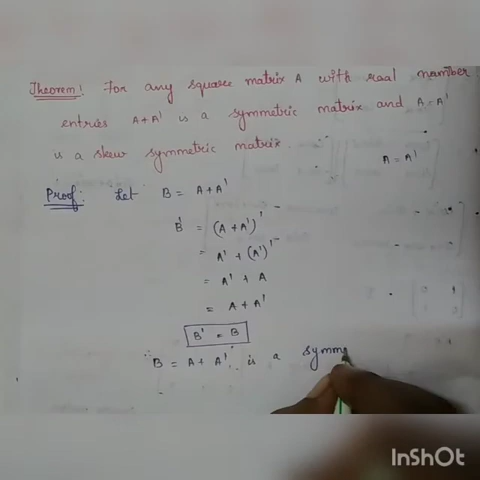 Theorem! For any square matrix A with real number
entries A+A' is a symmetric matrix and A = A'
is a skew symmetric matrix.
A = A'
Proof: Let B = A+A'
B' = (A+A')'
= A' + (A')'
= A' + A
= A + A'
B' = B
∴ B = A+A' is a symme
InShOt